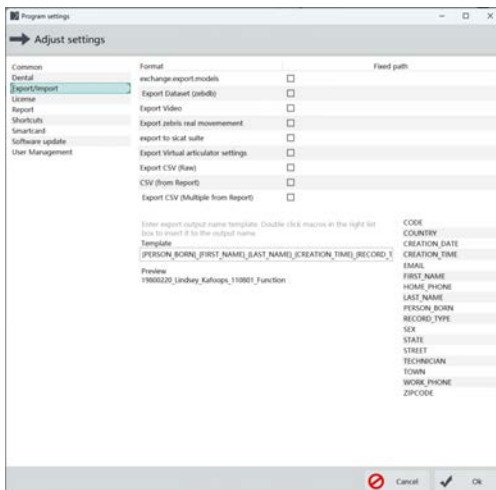 Program settings
Adjust settings
Common
Dental
Export/Import
License
Report
Shortcuts
Smartcard
Software update
User Management
Format Fixed path
exchange.export.models
Export Dataset (zebdb)
Export Video
Export zebris real movemement
export to sicat suite
Export Virtual articulator settings
Export CSV (Raw)
CSV (from Report)
Export CSV (Multiple from Report)
Enter export output name template. Double click macros in the right list
box to insert it to the output name.
Template
{PERSON_BORN}_{FIRST_NAME}_{LAST_NAME}_{CREATION_TIME}_{RECORD_T
Preview
19800220_Lindsey_Kafoops_110801_Function
CODE
COUNTRY
CREATION_DATE
CREATION_TIME
EMAIL
FIRST_NAME
HOME_PHONE
LAST_NAME
PERSON_BORN
RECORD_TYPE
SEX
STATE
STREET
TECHNICIAN
TOWN
WORK_PHONE
ZIPCODE
Cancel Ok